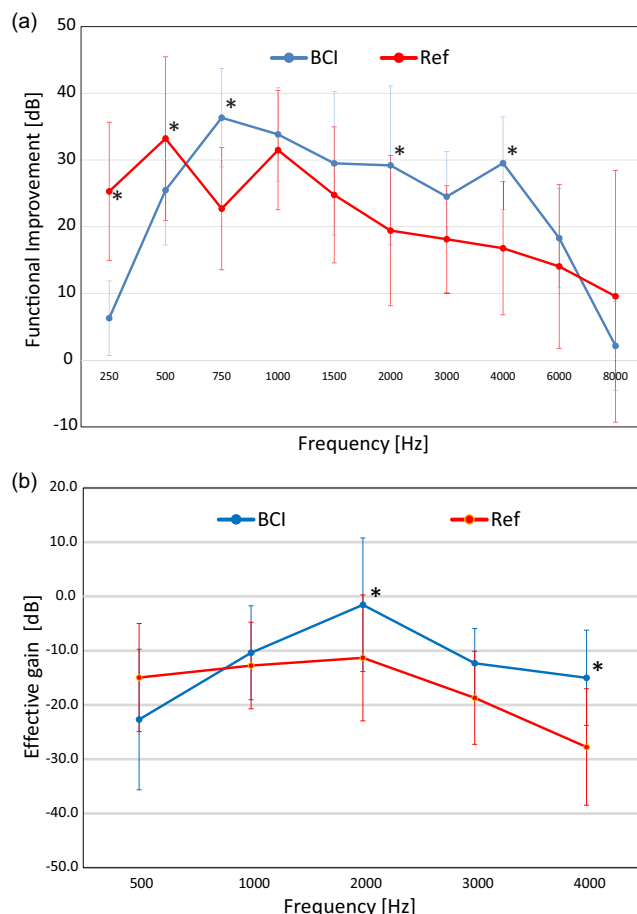 (a)
50
BCI
Ref
40
30
20
10
0
-10
Functional Improvement [dB]
*
*
*
*
*
250 500 750 1000 1500 2000 3000 4000 6000 8000
Frequency [Hz]
(b)
20.0
BCI
Ref
10.0
0.0
-10.0
-20.0
-30.0
-40.0
-50.0
Effective gain [dB]
*
*
500 1000 2000 3000 4000
Frequency [Hz]